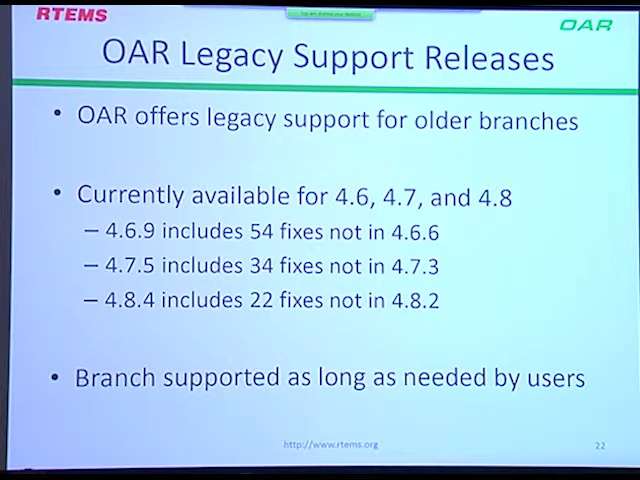 RTEMS
OAR
OAR Legacy Support Releases
• OAR offers legacy support for older branches
• Currently available for 4.6, 4.7, and 4.8
– 4.6.9 includes 54 fixes not in 4.6.6
– 4.7.5 includes 34 fixes not in 4.7.3
– 4.8.4 includes 22 fixes not in 4.8.2
• Branch supported as long as needed by users
http://www.rtems.org
22